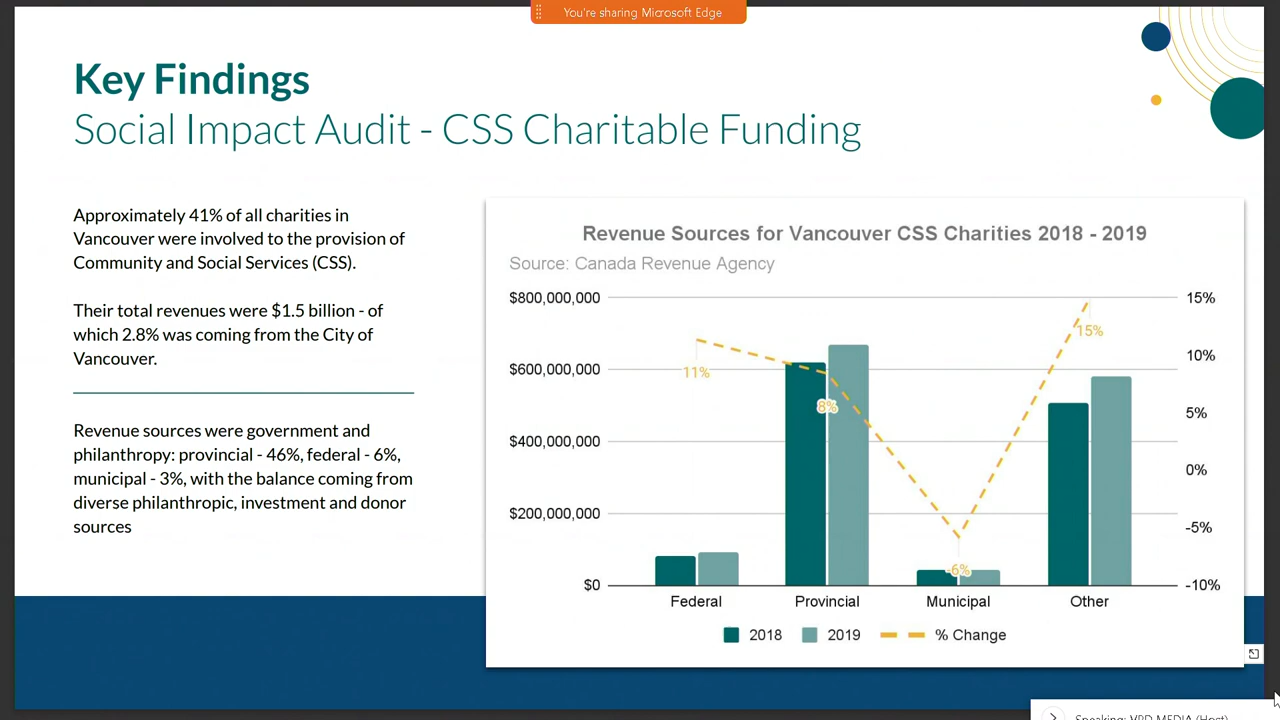 You're sharing Microsoft Edge
Key Findings
Social Impact Audit - CSS Charitable Funding
Approximately 41% of all charities in
Vancouver were involved to the provision of
Community and Social Services (CSS).
Their total revenues were $1.5 billion - of
which 2.8% was coming from the City of
Vancouver.
Revenue sources were government and
philanthropy: provincial - 46%, federal - 6%,
municipal - 3%, with the balance coming from
diverse philanthropic, investment and donor
sources
Revenue Sources for Vancouver CSS Charities 2018 - 2019
Source: Canada Revenue Agency
$800,000,000
$600,000,000
$400,000,000
$200,000,000
$0
15%
10%
5%
0%
-5%
-10%
11%
8%
-6%
15%
Federal
Provincial
Municipal
Other
2018
2019
% Change
Speaking: VPD MEDIA (Host)